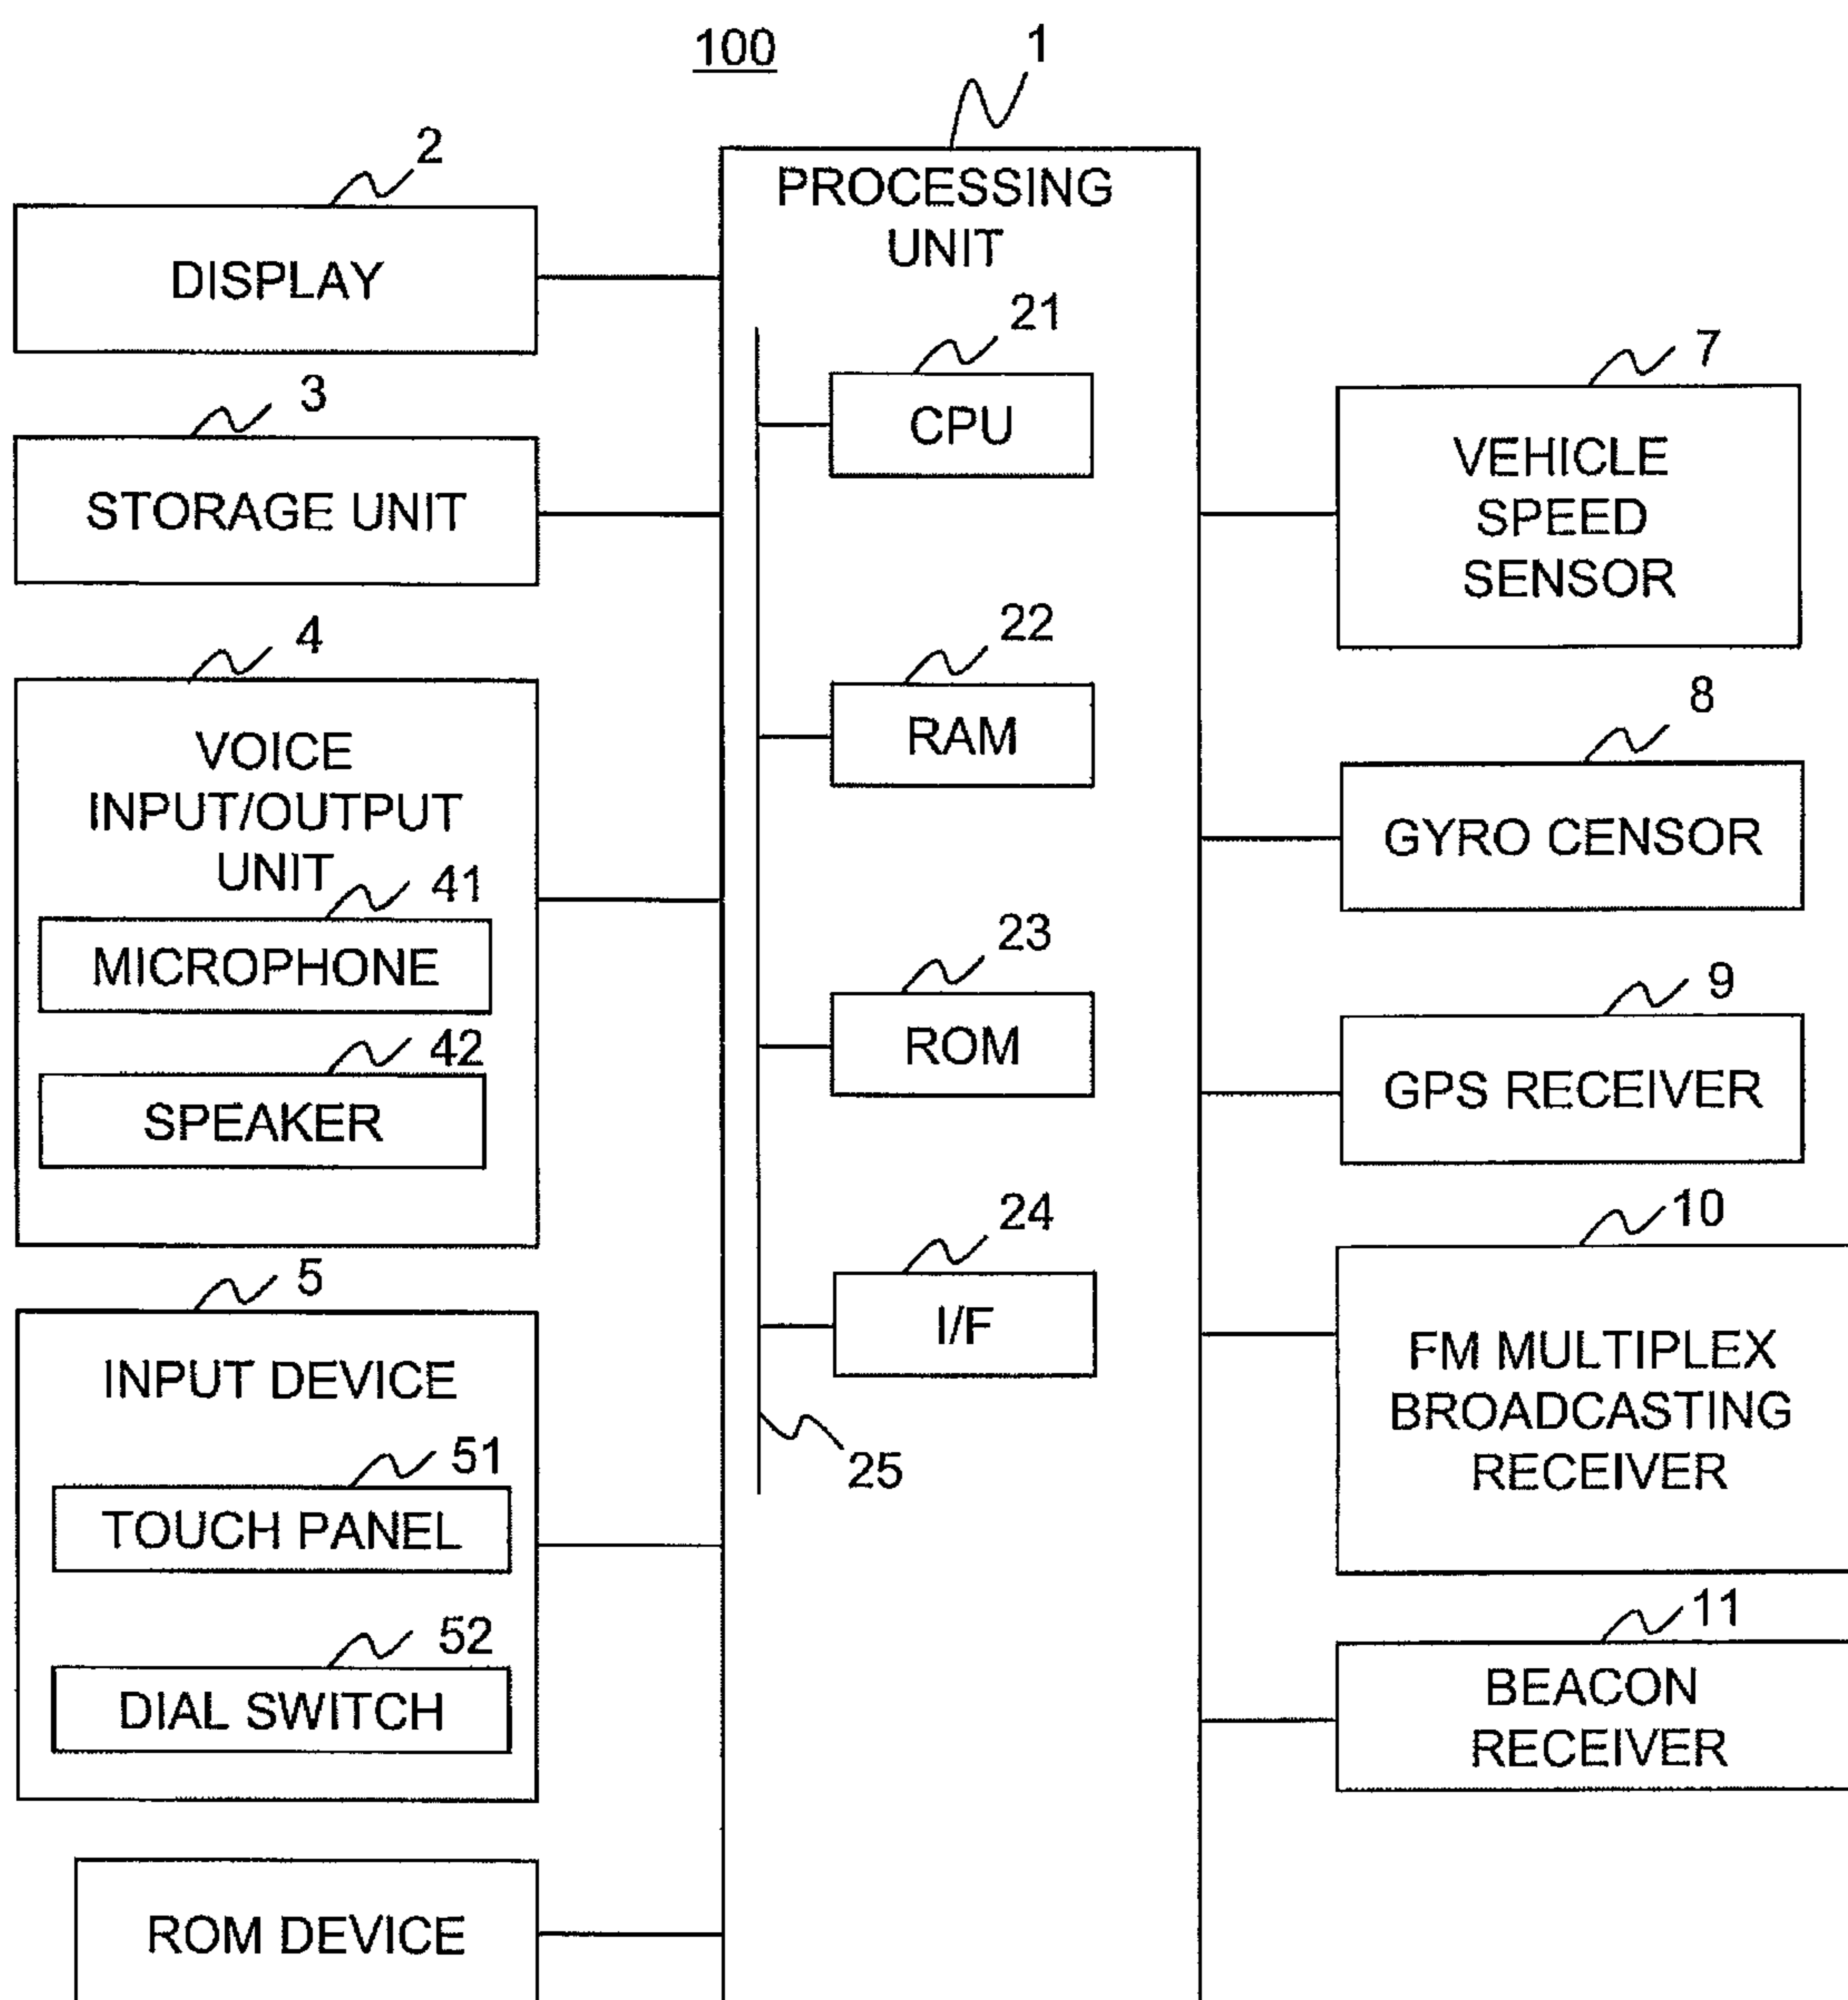 100
1
PROCESSING
UNIT
2
DISPLAY
3
STORAGE UNIT
4
VOICE
INPUT/OUTPUT
UNIT
41
MICROPHONE
42
SPEAKER
5
INPUT DEVICE
51
TOUCH PANEL
52
DIAL SWITCH
ROM DEVICE
21
CPU
22
RAM
23
ROM
24
I/F
25
7
VEHICLE
SPEED
SENSOR
8
GYRO CENSOR
9
GPS RECEIVER
10
FM MULTIPLEX
BROADCASTING
RECEIVER
11
BEACON
RECEIVER